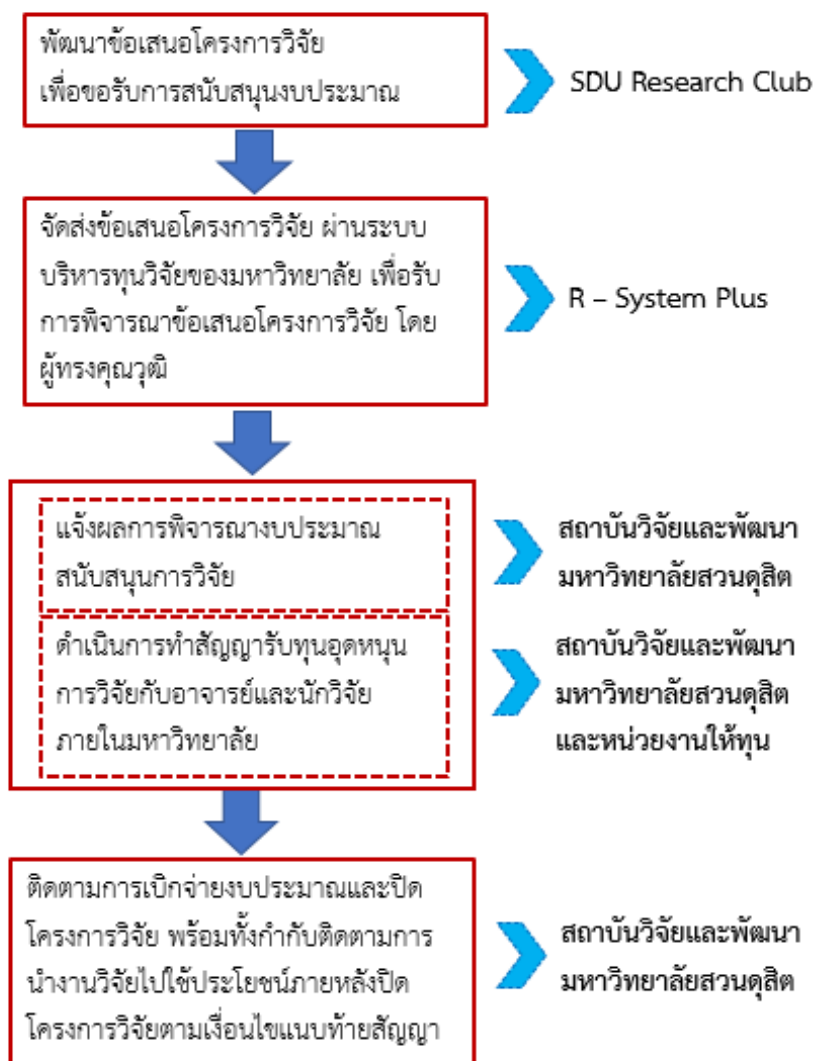 พัฒนาข้อเสนอโครงการวิจัย
เพื่อขอรับการสนับสนุนงบประมาณ
SDU Research Club
จัดส่งข้อเสนอโครงการวิจัย ผ่านระบบ
บริหารทุนวิจัยของมหาวิทยาลัย เพื่อรับ
การพิจารณาข้อเสนอโครงการวิจัย โดย
ผู้ทรงคุณวุฒิ
R – System Plus
แจ้งผลการพิจารณางบประมาณ
สนับสนุนการวิจัย
สถาบันวิจัยและพัฒนา
มหาวิทยาลัยสวนดุสิต
ดำเนินการทำสัญญารับทุนอุดหนุน
การวิจัยกับอาจารย์และนักวิจัย
ภายในมหาวิทยาลัย
สถาบันวิจัยและพัฒนา
มหาวิทยาลัยสวนดุสิต
และหน่วยงานให้ทุน
ติดตามการเบิกจ่ายงบประมาณและปิด
โครงการวิจัย พร้อมทั้งกำกับติดตามการ
นำงานวิจัยไปใช้ประโยชน์ภายหลังปิด
โครงการวิจัยตามเงื่อนไขแนบท้ายสัญญา
สถาบันวิจัยและพัฒนา
มหาวิทยาลัยสวนดุสิต